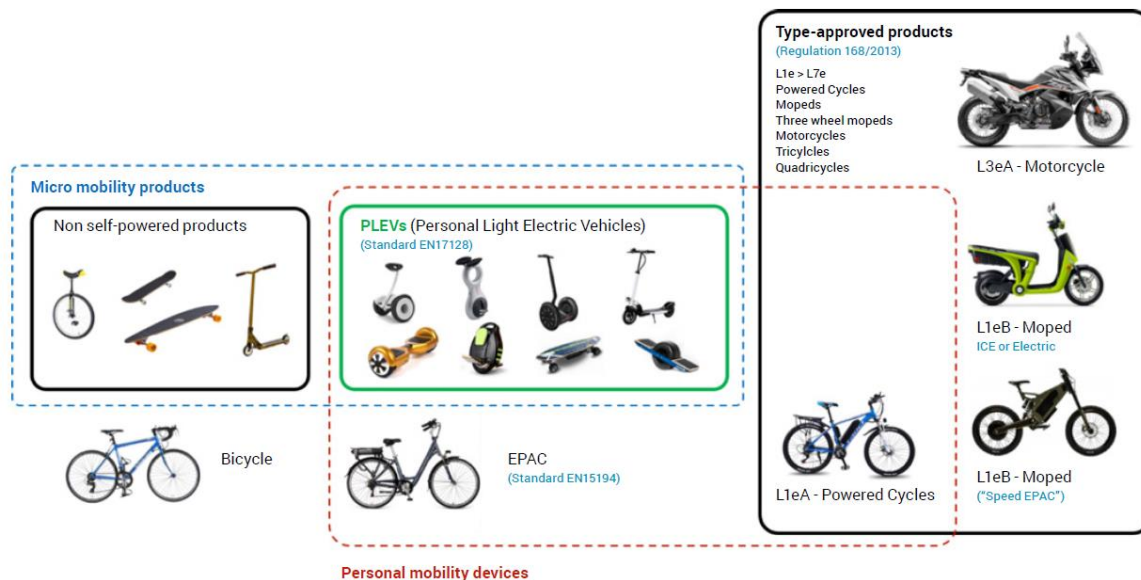 Type-approved products
(Regulation 168/2013)
L1e > L7e
Powered Cycles
Mopeds
Three wheel mopeds
Motorcycles
Tricylcles
Quadricycles
L3eA - Motorcycle
Micro mobility products
Non self-powered products
PLEVs (Personal Light Electric Vehicles)
(Standard EN17128)
L1eB - Moped
ICE or Electric
Bicycle
EPAC
(Standard EN15194)
L1eA - Powered Cycles
L1eB - Moped
("Speed EPAC")
Personal mobility devices